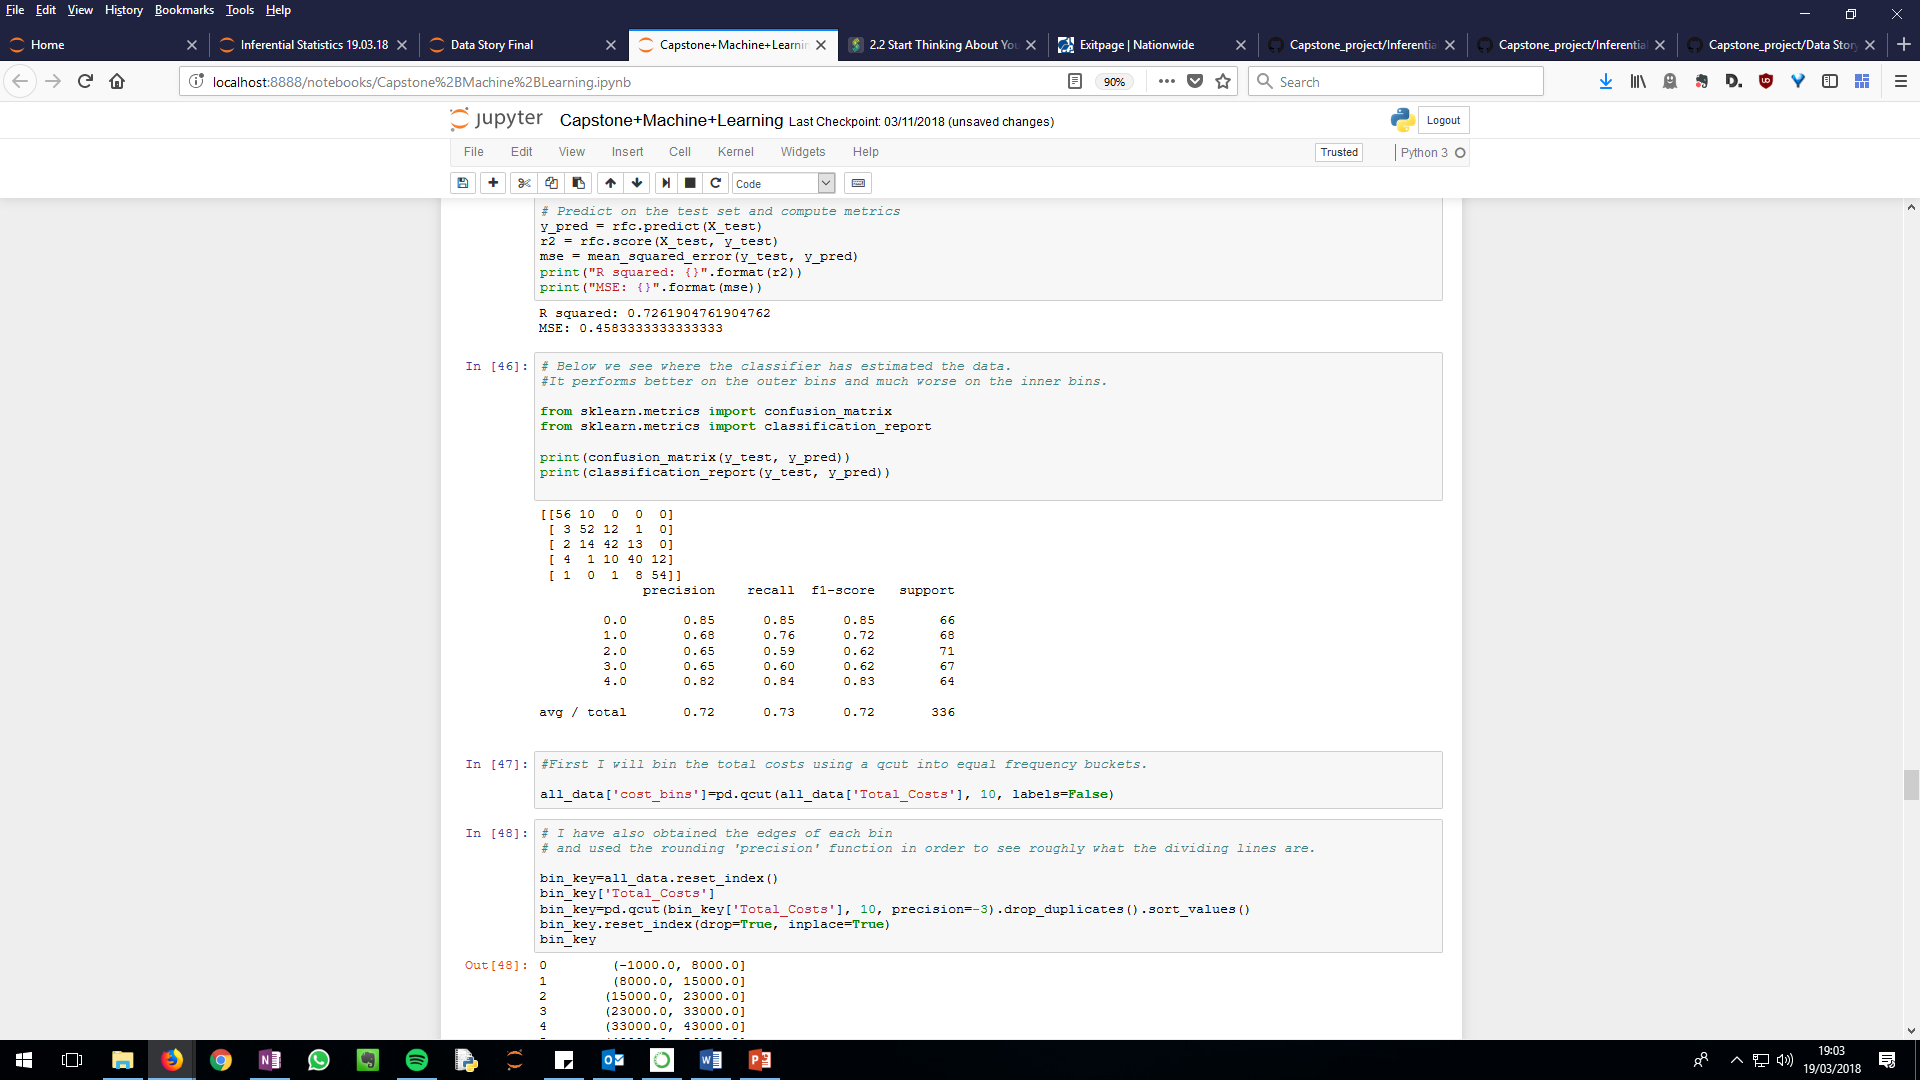 File Edit View History Bookmarks Tools Help
Home
Inferential Statistics 19.03.18
Data Story Final
Capstone+Machine+Learnin
2.2 Start Thinking About Yo
Exitpage | Nationwide
Capstone_project/Inferentia
Capstone_project/Inferentia
Capstone_project/Data Story
localhost:8888/notebooks/Capstone%2BMachine%2BLearning.ipynb
90%
Search
jupyter Capstone+Machine+Learning Last Checkpoint: 03/11/2018 (unsaved changes)
Logout
File Edit View Insert Cell Kernel Widgets Help
Trusted
Python 3
Code
# Predict on the test set and compute metrics
y_pred = rfc.predict(X_test)
r2 = rfc.score(X_test, y_test)
mse = mean_squared_error(y_test, y_pred)
print("R squared: {}".format(r2))
print("MSE: {}".format(mse))
R squared: 0.7261904761904762
MSE: 0.4583333333333333
In [46]:
# Below we see where the classifier has estimated the data.
#It performs better on the outer bins and much worse on the inner bins.
from sklearn.metrics import confusion_matrix
from sklearn.metrics import classification_report
print(confusion_matrix(y_test, y_pred))
print(classification_report(y_test, y_pred))
[[56 10 0 0 0]
[ 3 52 12 1 0]
[ 2 14 42 13 0]
[ 4 1 10 40 12]
[ 1 0 1 8 54]]
precision recall f1-score support
0.0 0.85 0.85 0.85 66
1.0 0.68 0.76 0.72 68
2.0 0.65 0.59 0.62 71
3.0 0.65 0.60 0.62 67
4.0 0.82 0.84 0.83 64
avg / total 0.72 0.73 0.72 336
In [47]:
#First I will bin the total costs using a qcut into equal frequency buckets.
all_data['cost_bins']=pd.qcut(all_data['Total_Costs'], 10, labels=False)
In [48]:
# I have also obtained the edges of each bin
# and used the rounding 'precision' function in order to see roughly what the dividing lines are.
bin_key=all_data.reset_index()
bin_key['Total_Costs']
bin_key=pd.qcut(bin_key['Total_Costs'], 10, precision=-3).drop_duplicates().sort_values()
bin_key.reset_index(drop=True, inplace=True)
bin_key
Out[48]:
0 (-1000.0, 8000.0]
1 (8000.0, 15000.0]
2 (15000.0, 23000.0]
3 (23000.0, 33000.0]
4 (33000.0, 43000.0]
19:03
19/03/2018